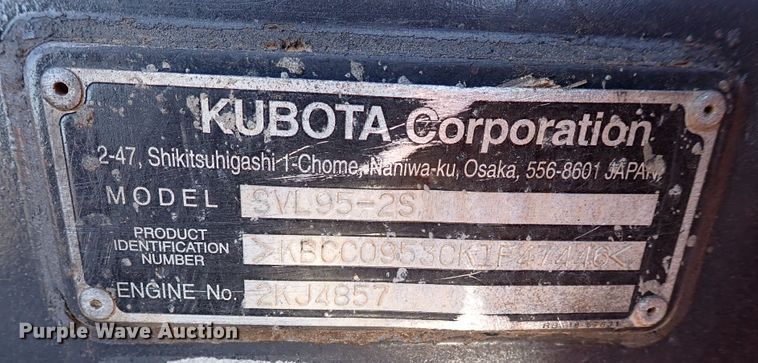 KUBOTA Corporation
2-47, Shikitsuhigashi 1-Chome, Naniwa-ku, Osaka, 556-8601 JAPAN
MODEL SVL95-2S
PRODUCT IDENTIFICATION NUMBER
ENGINE No. 2KJ4857
Purple Wave Auction